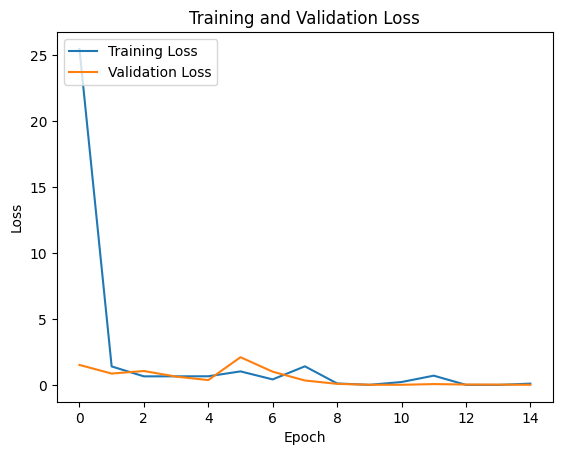 Training and Validation Loss
Training Loss
Validation Loss
25
20
15
10
5
0
Loss
0 2 4 6 8 10 12 14
Epoch